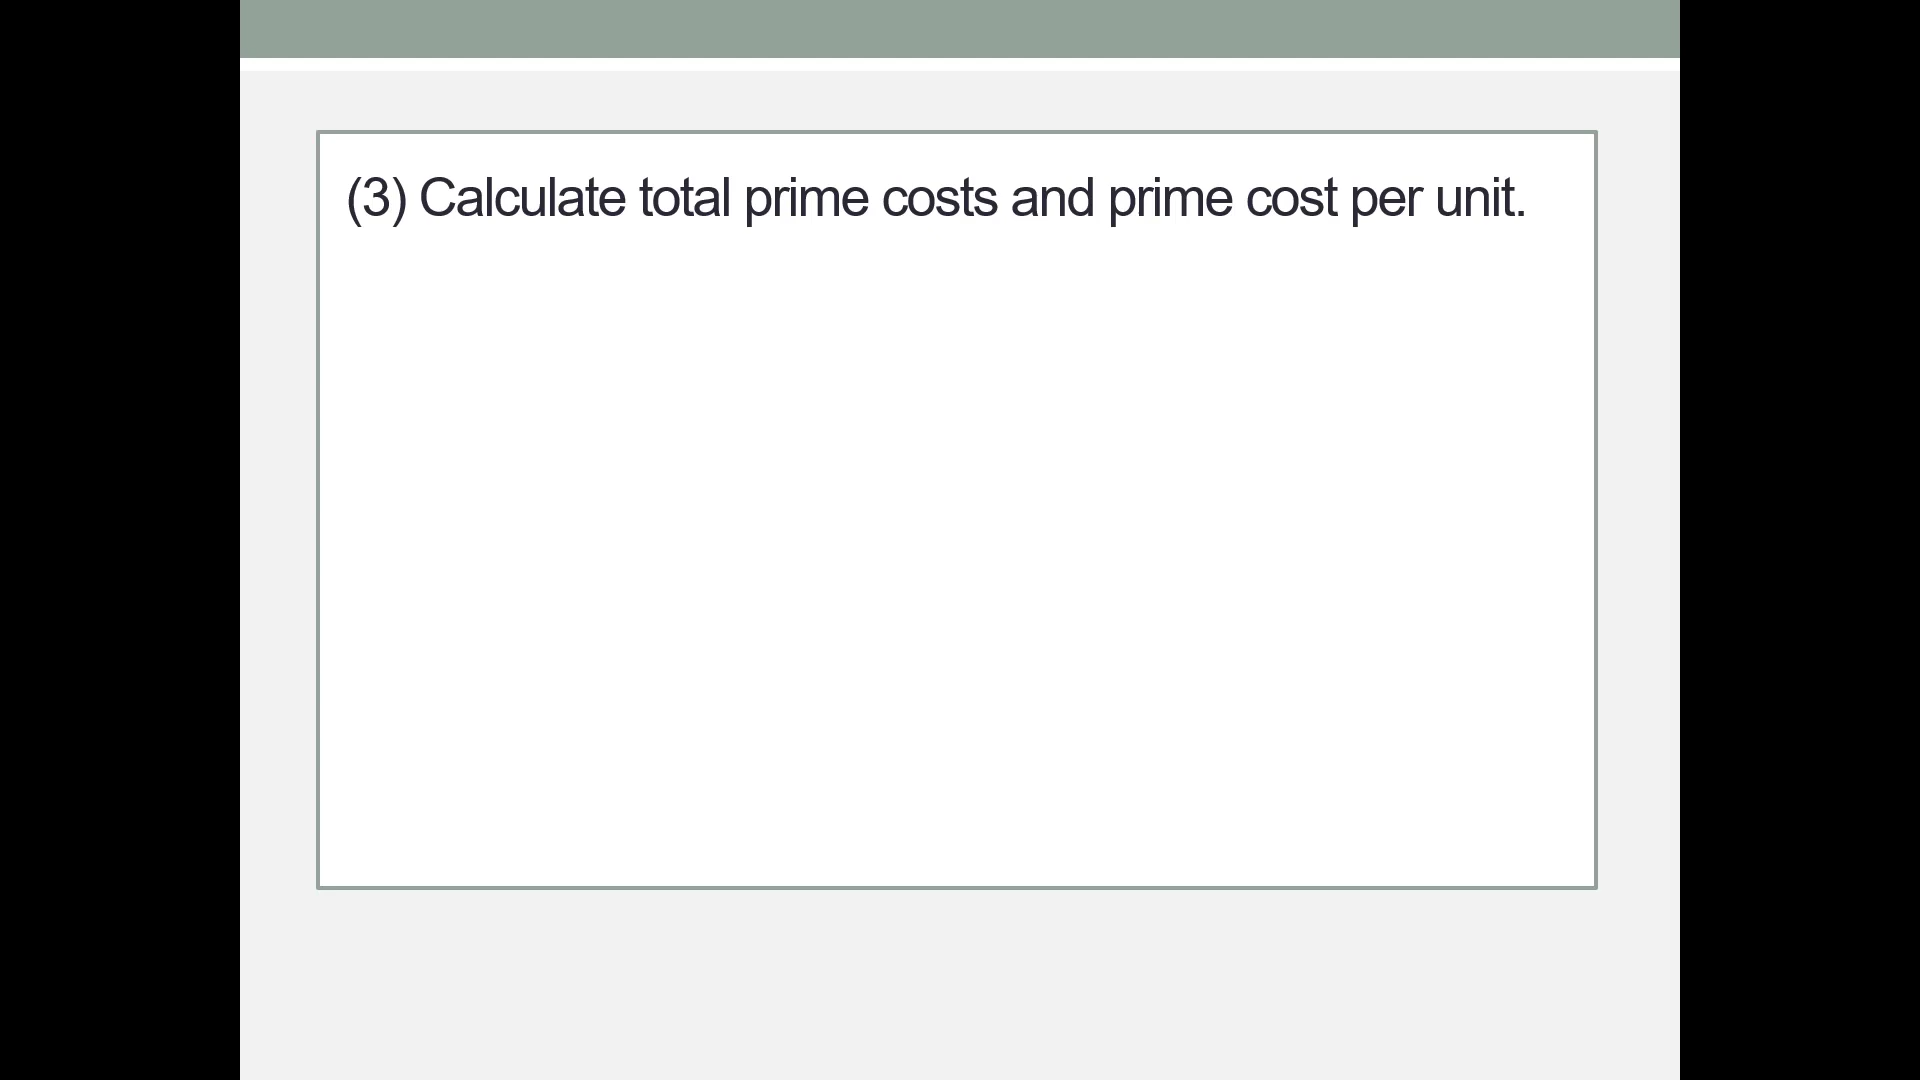 (3) Calculate total prime costs and prime cost per unit.